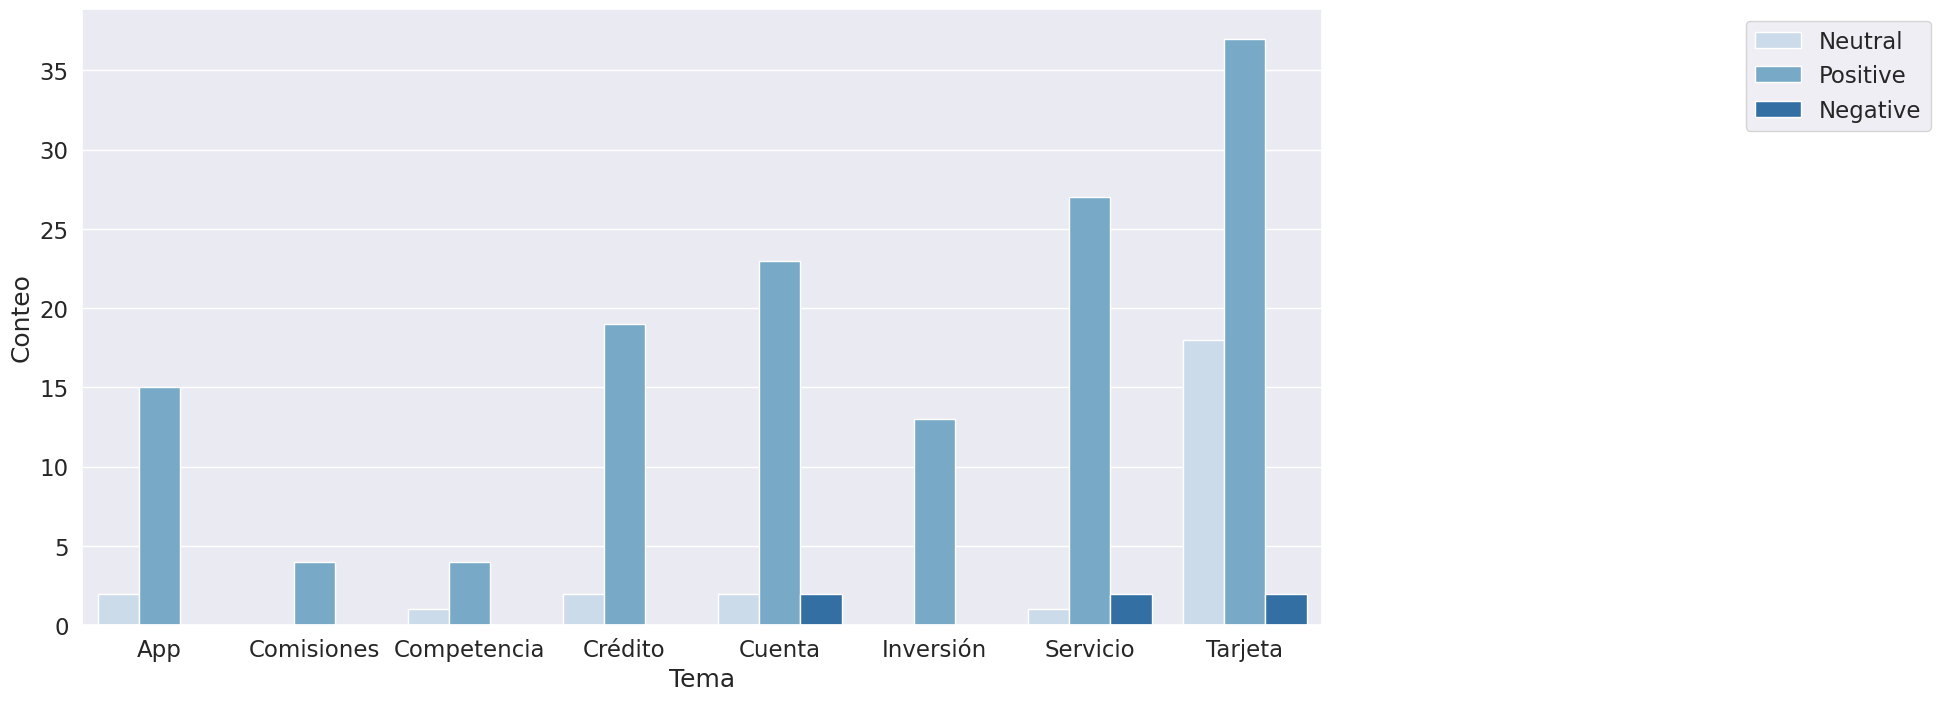 Neutral
Positive
Negative
35
30
25
20
15
10
5
0
Conteo
App Comisiones Competencia Crédito Cuenta Inversión Servicio Tarjeta
Tema